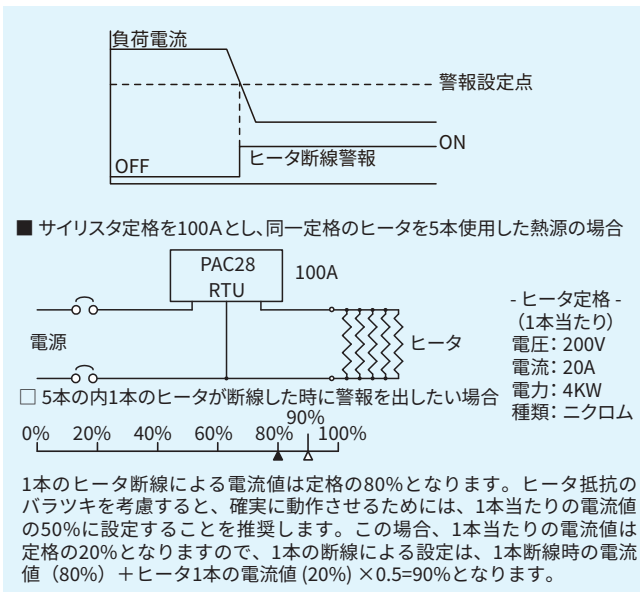 負荷電流
警報設定点
ON
ヒータ断線警報
OFF
■ サイリスタ定格を100Aとし、同一定格のヒータを5本使用した熱源の場合
PAC28
RTU
100A
電源
ヒータ
- ヒータ定格 -
(1本当たり)
電圧: 200V
電流: 20A
電力: 4KW
種類: ニクロム
□ 5本の内1本のヒータが断線した時に警報を出したい場合
90%
0% 20% 40% 60% 80% 100%
1本のヒータ断線による電流値は定格の80%となります。ヒータ抵抗の
バラツキを考慮すると、確実に動作させるためには、1本当たりの電流値
の50%に設定することを推奨します。この場合、1本当たりの電流値は
定格の20%となりますので、1本の断線による設定は、1本断線時の電流
値（80%）＋ヒータ1本の電流値 (20%) ×0.5=90%となります。